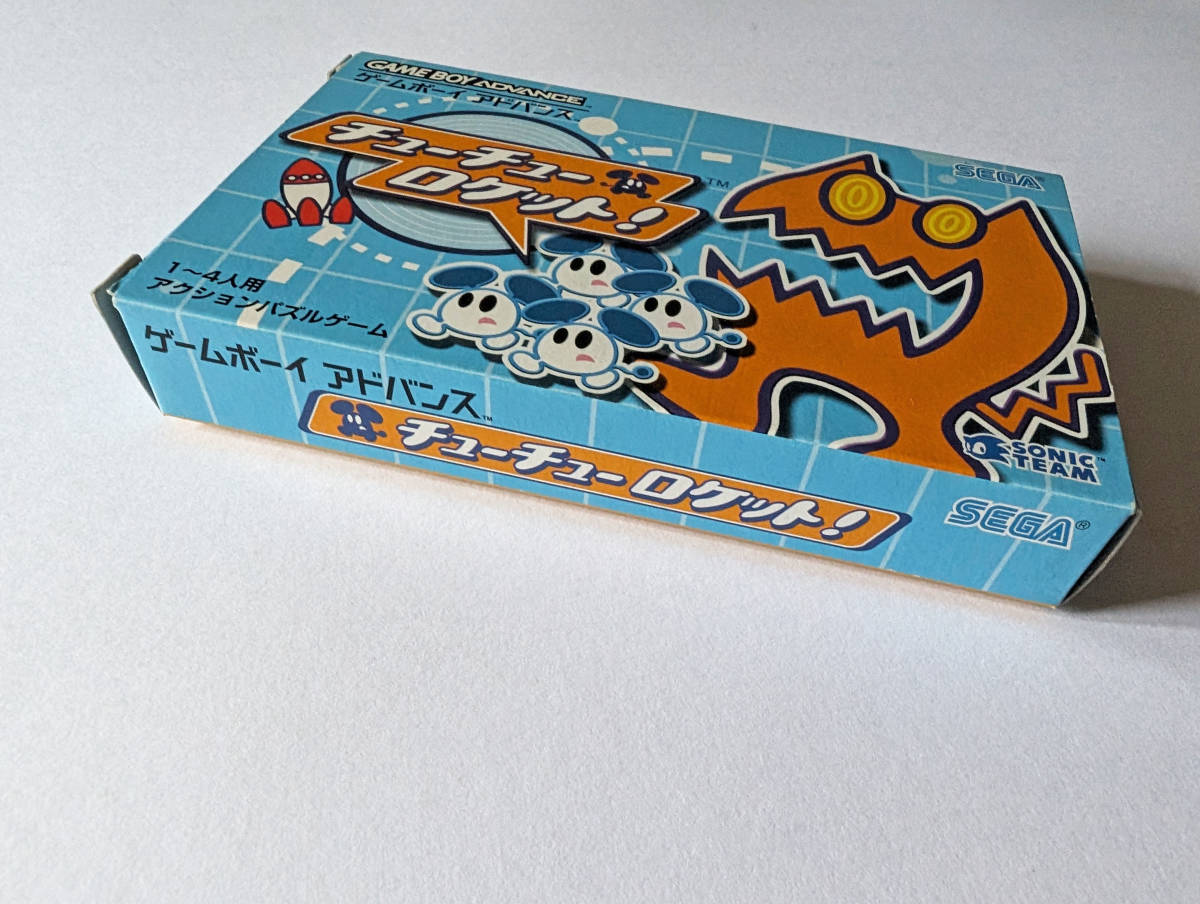 GAME BOY ADVANCE
ゲームボーイ アドバンス
チューチュー
ロケット!
TM
SEGA®
1～4人用
アクションパズルゲーム
SONIC
TEAM™
ゲームボーイ アドバンス™
チューチューロケット!
SEGA®